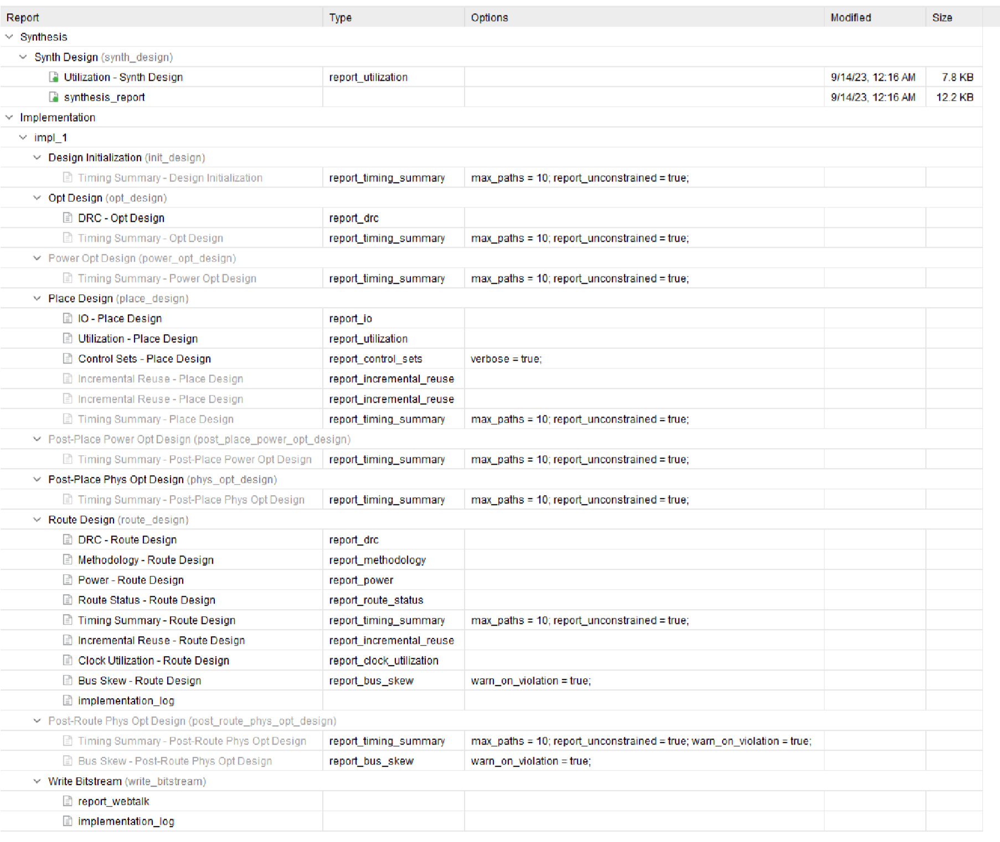 Report Type Options Modified Size
Synthesis
Synth Design (synth_design)
Utilization - Synth Design report_utilization 9/14/23, 12:16 AM 7.8 KB
synthesis_report 9/14/23, 12:16 AM 12.2 KB
Implementation
impl_1
Design Initialization (init_design)
Timing Summary - Design Initialization report_timing_summary max_paths = 10; report_unconstrained = true;
Opt Design (opt_design)
DRC - Opt Design report_drc
Timing Summary - Opt Design report_timing_summary max_paths = 10; report_unconstrained = true;
Power Opt Design (power_opt_design)
Timing Summary - Power Opt Design report_timing_summary max_paths = 10; report_unconstrained = true;
Place Design (place_design)
IO - Place Design report_io
Utilization - Place Design report_utilization
Control Sets - Place Design report_control_sets verbose = true;
Incremental Reuse - Place Design report_incremental_reuse
Incremental Reuse - Place Design report_incremental_reuse
Timing Summary - Place Design report_timing_summary max_paths = 10; report_unconstrained = true;
Post-Place Power Opt Design (post_place_power_opt_design)
Timing Summary - Post-Place Power Opt Design report_timing_summary max_paths = 10; report_unconstrained = true;
Post-Place Phys Opt Design (phys_opt_design)
Timing Summary - Post-Place Phys Opt Design report_timing_summary max_paths = 10; report_unconstrained = true;
Route Design (route_design)
DRC - Route Design report_drc
Methodology - Route Design report_methodology
Power - Route Design report_power
Route Status - Route Design report_route_status
Timing Summary - Route Design report_timing_summary max_paths = 10; report_unconstrained = true;
Incremental Reuse - Route Design report_incremental_reuse
Clock Utilization - Route Design report_clock_utilization
Bus Skew - Route Design report_bus_skew warn_on_violation = true;
implementation_log
Post-Route Phys Opt Design (post_route_phys_opt_design)
Timing Summary - Post-Route Phys Opt Design report_timing_summary max_paths = 10; report_unconstrained = true; warn_on_violation = true;
Bus Skew - Post-Route Phys Opt Design report_bus_skew warn_on_violation = true;
Write Bitstream (write_bitstream)
report_webtalk
implementation_log